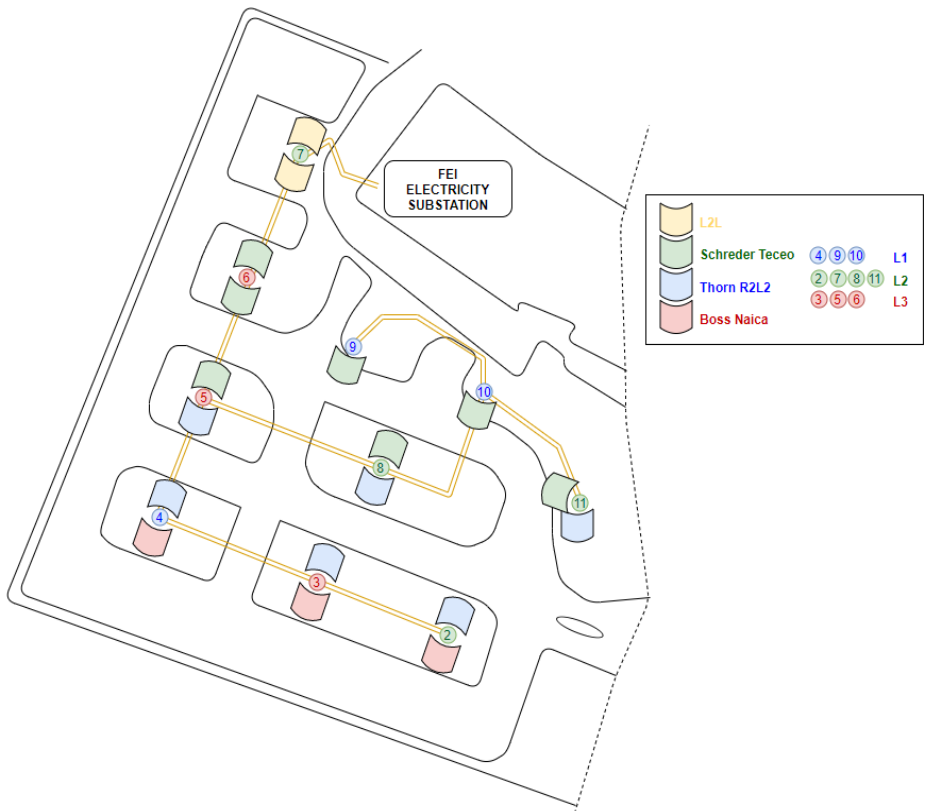 7
FEI
ELECTRICITY
SUBSTATION
L2L
Schreder Teceo
4 9 10 L1
2 7 8 11 L2
Thorn R2L2
3 5 6 L3
Boss Naica
6
9
10
5
8
11
4
3
2